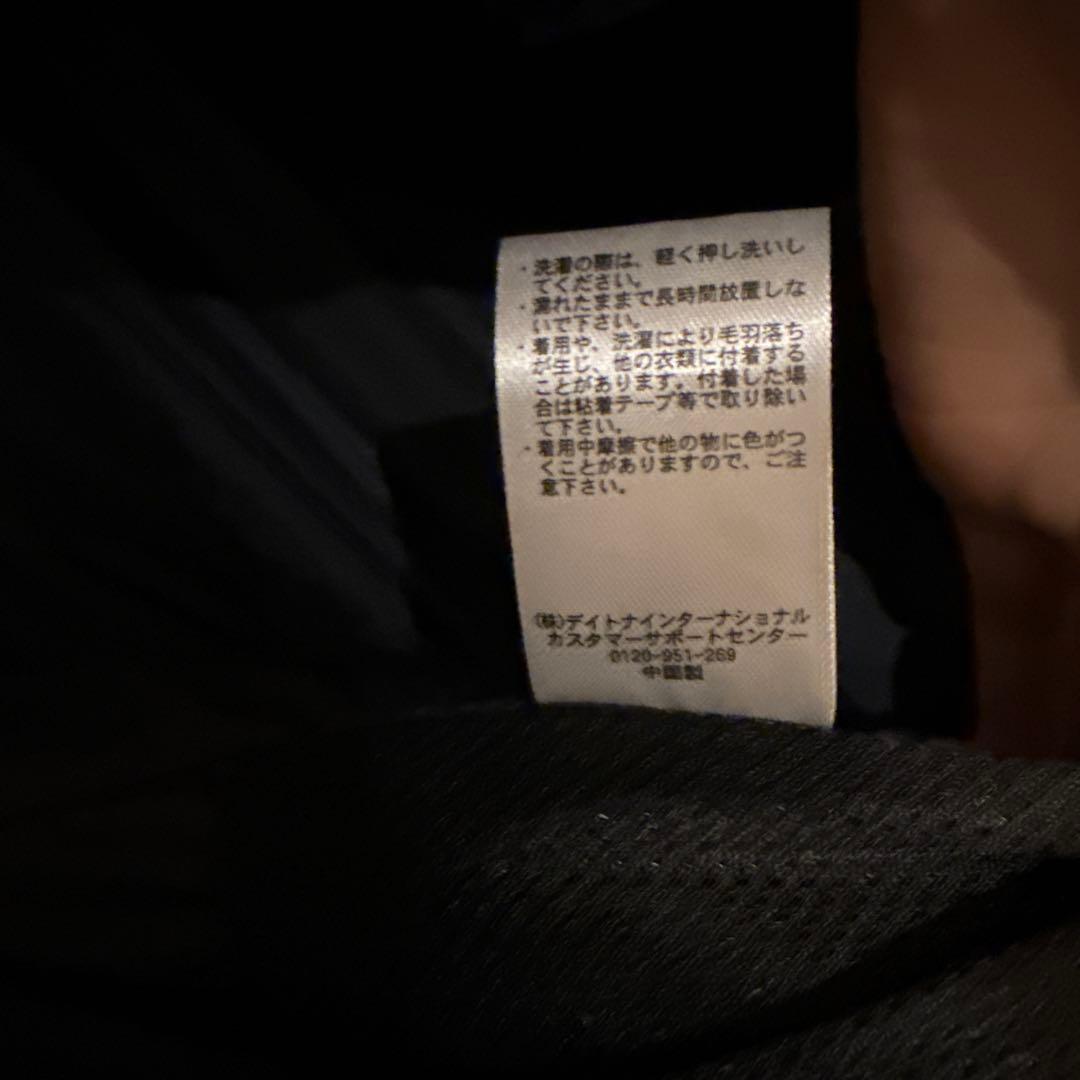 ・洗濯の際は、軽く押し洗いし
てください。
・濡れたままで長時間放置しな
いで下さい。
・着用や、洗濯により毛羽落ち
が生じ、他の衣類に付着する
ことがあります。付着した場
合は粘着テープ等で取り除い
て下さい。
・着用中摩擦で他の物に色がつ
くことがありますので、ご注
意下さい。
(株)デイトナインターナショナル
カスタマーサポートセンター
0120-951-269
中国製